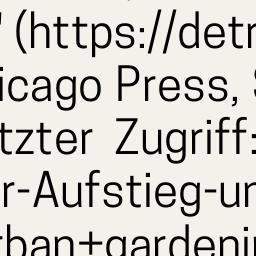 " (https://detr
icago Press, S
tzter Zugriff:
r-Aufstieg-un
rban+gardenin